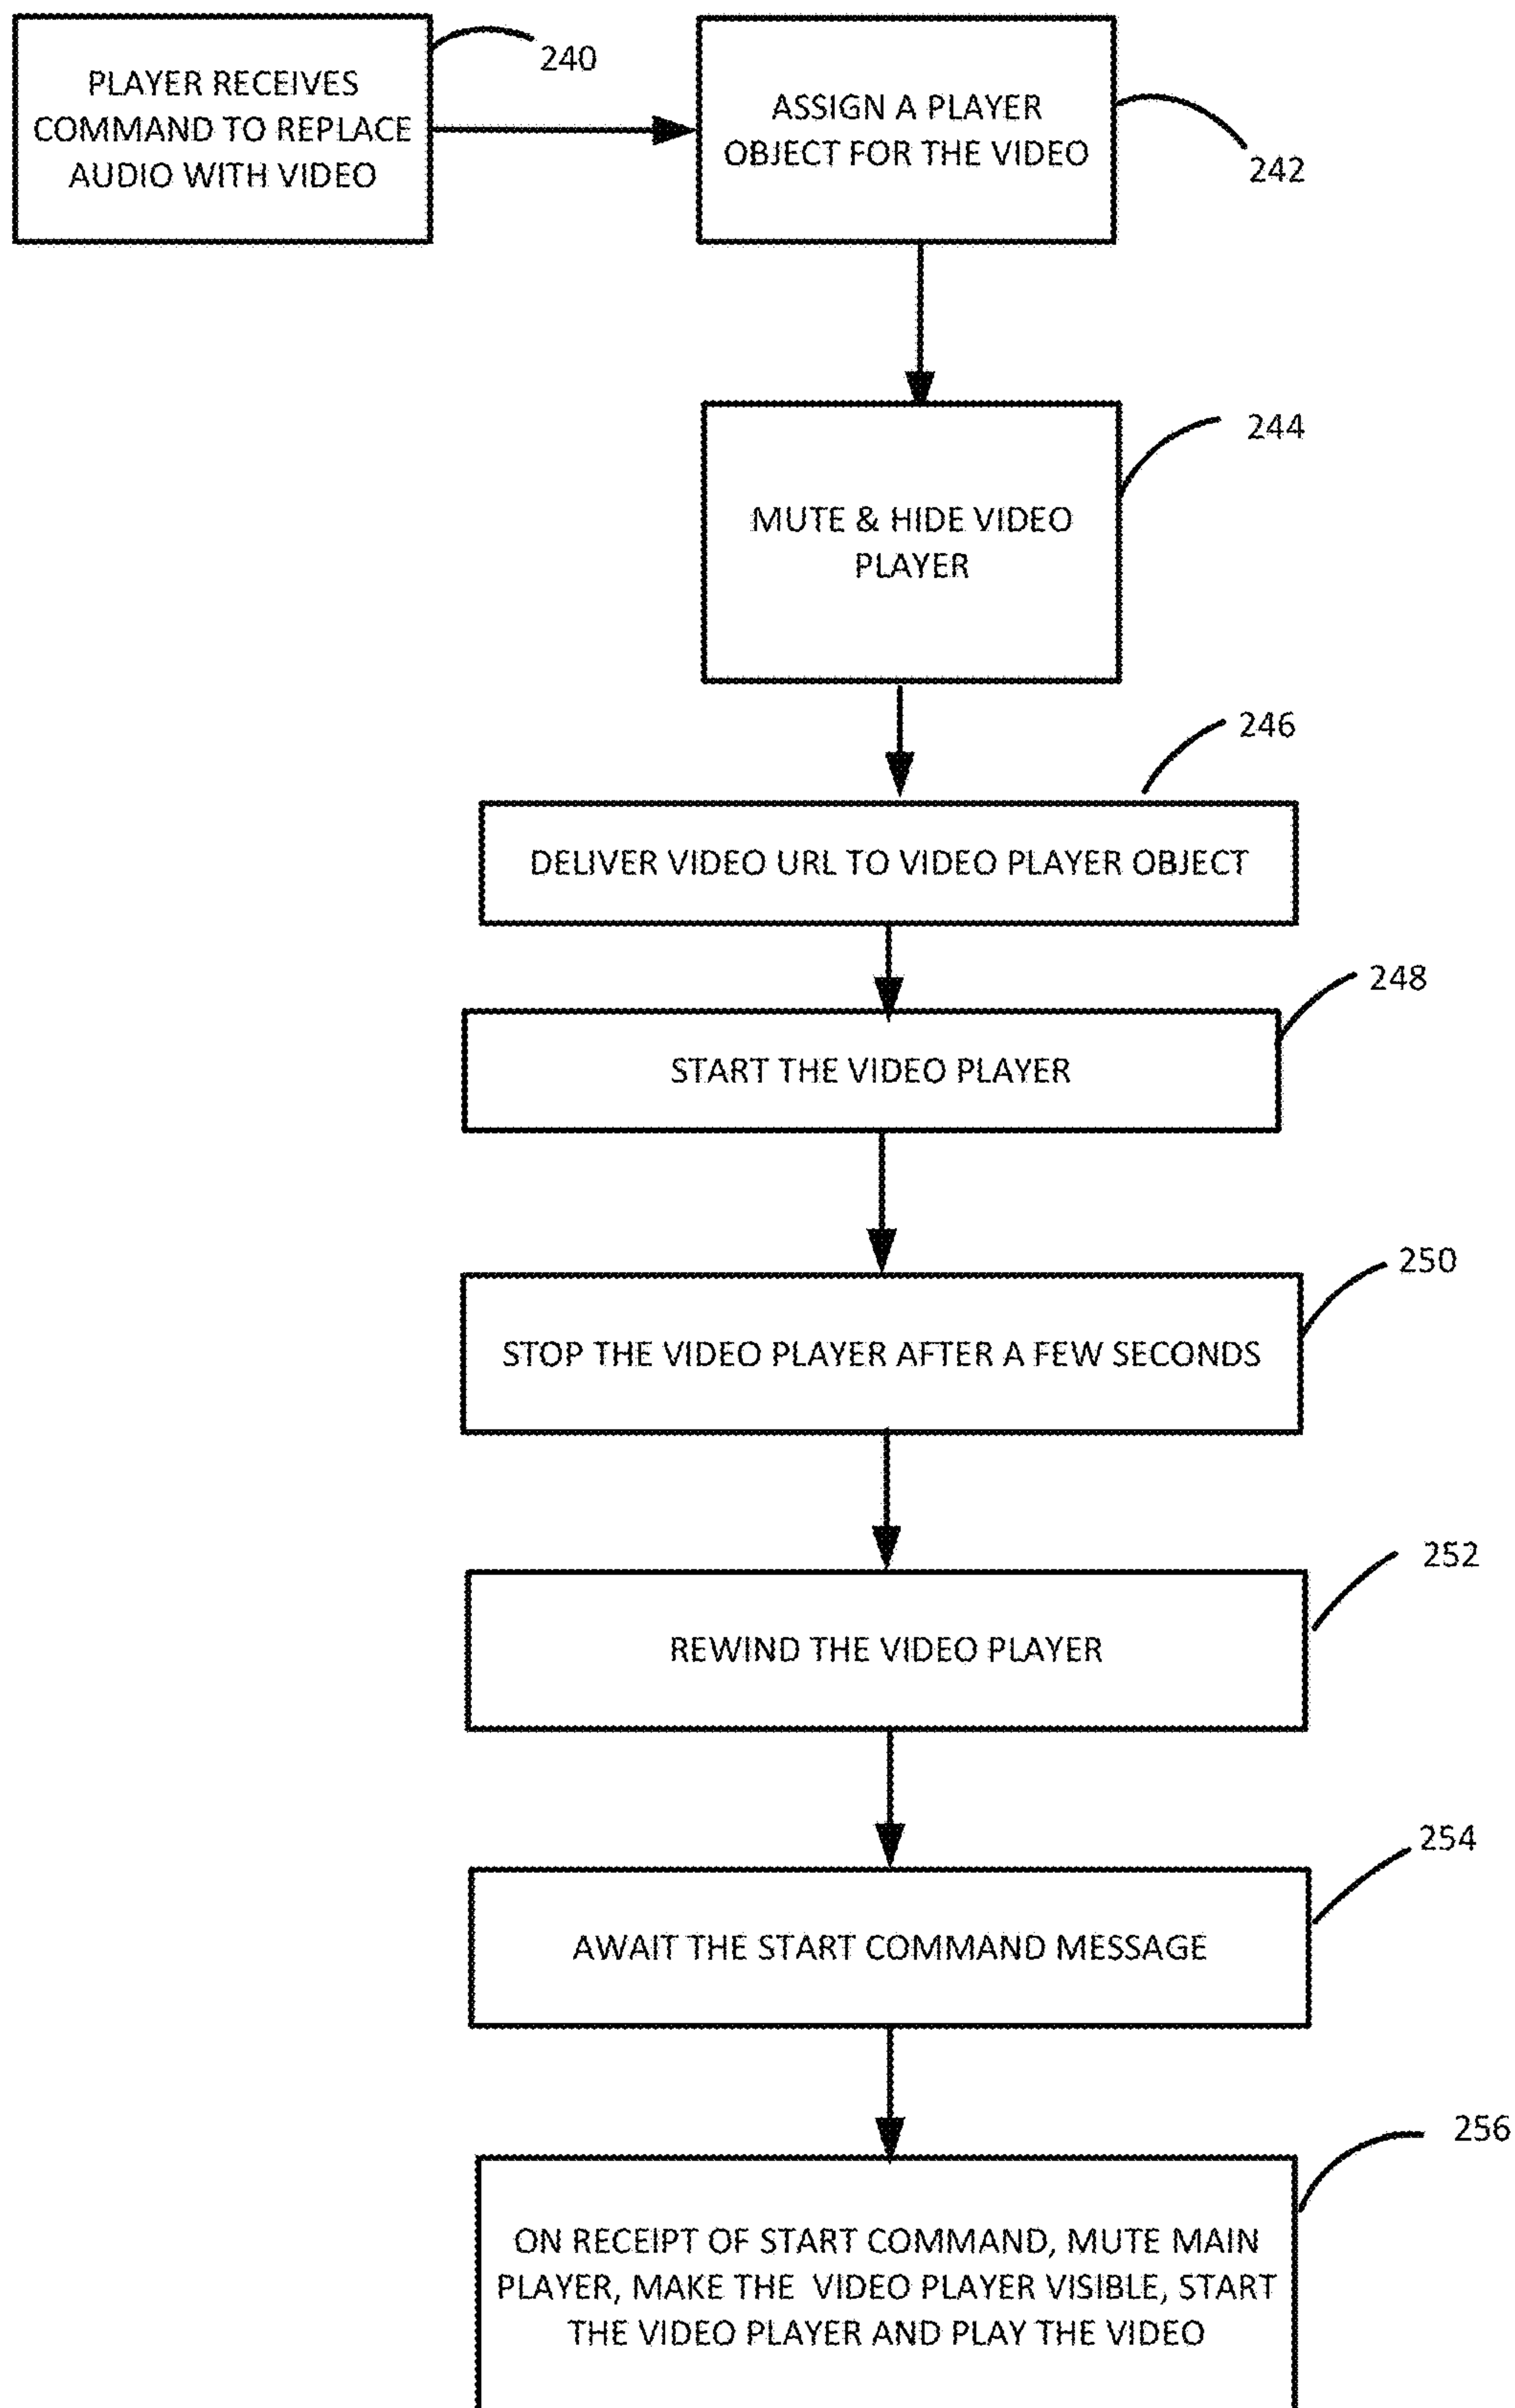 PLAYER RECEIVES
COMMAND TO REPLACE
AUDIO WITH VIDEO
240
ASSIGN A PLAYER
OBJECT FOR THE VIDEO
242
MUTE & HIDE VIDEO
PLAYER
244
246
DELIVER VIDEO URL TO VIDEO PLAYER OBJECT
248
START THE VIDEO PLAYER
250
STOP THE VIDEO PLAYER AFTER A FEW SECONDS
252
REWIND THE VIDEO PLAYER
254
AWAIT THE START COMMAND MESSAGE
256
ON RECEIPT OF START COMMAND, MUTE MAIN
PLAYER, MAKE THE VIDEO PLAYER VISIBLE, START
THE VIDEO PLAYER AND PLAY THE VIDEO